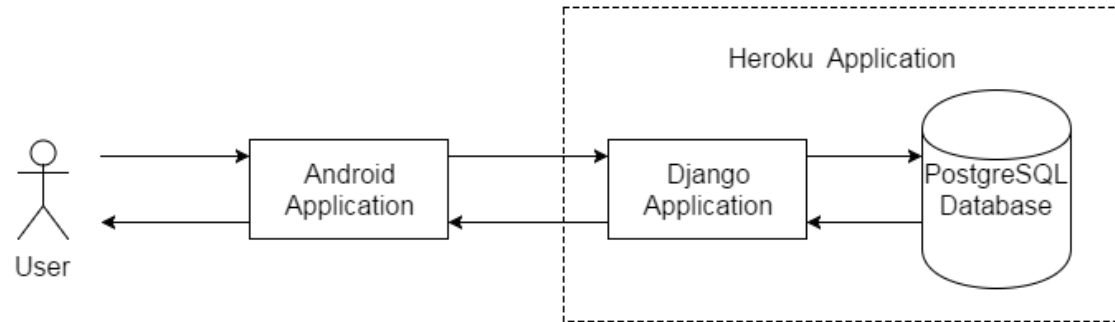 Heroku Application
Android
Application
Django
Application
PostgreSQL
Database
User